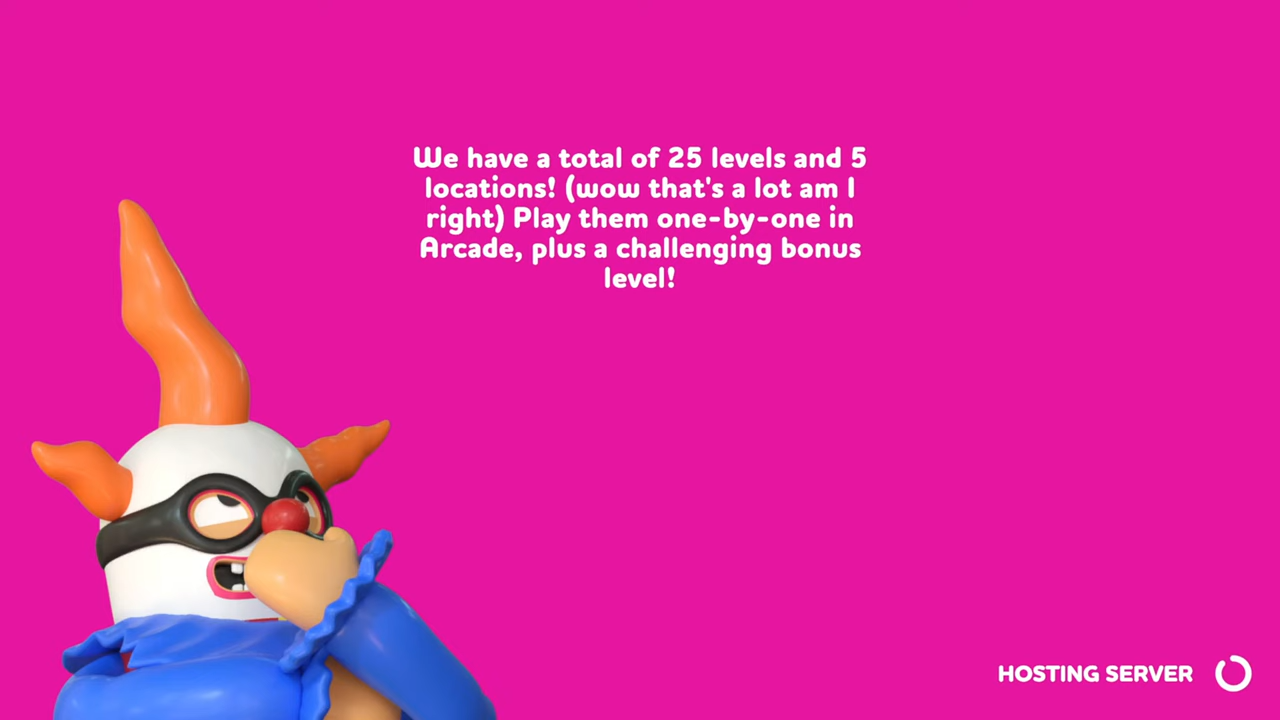 We have a total of 25 levels and 5
locations! (wow that's a lot am I
right) Play them one-by-one in
Arcade, plus a challenging bonus
level!
HOSTING SERVER